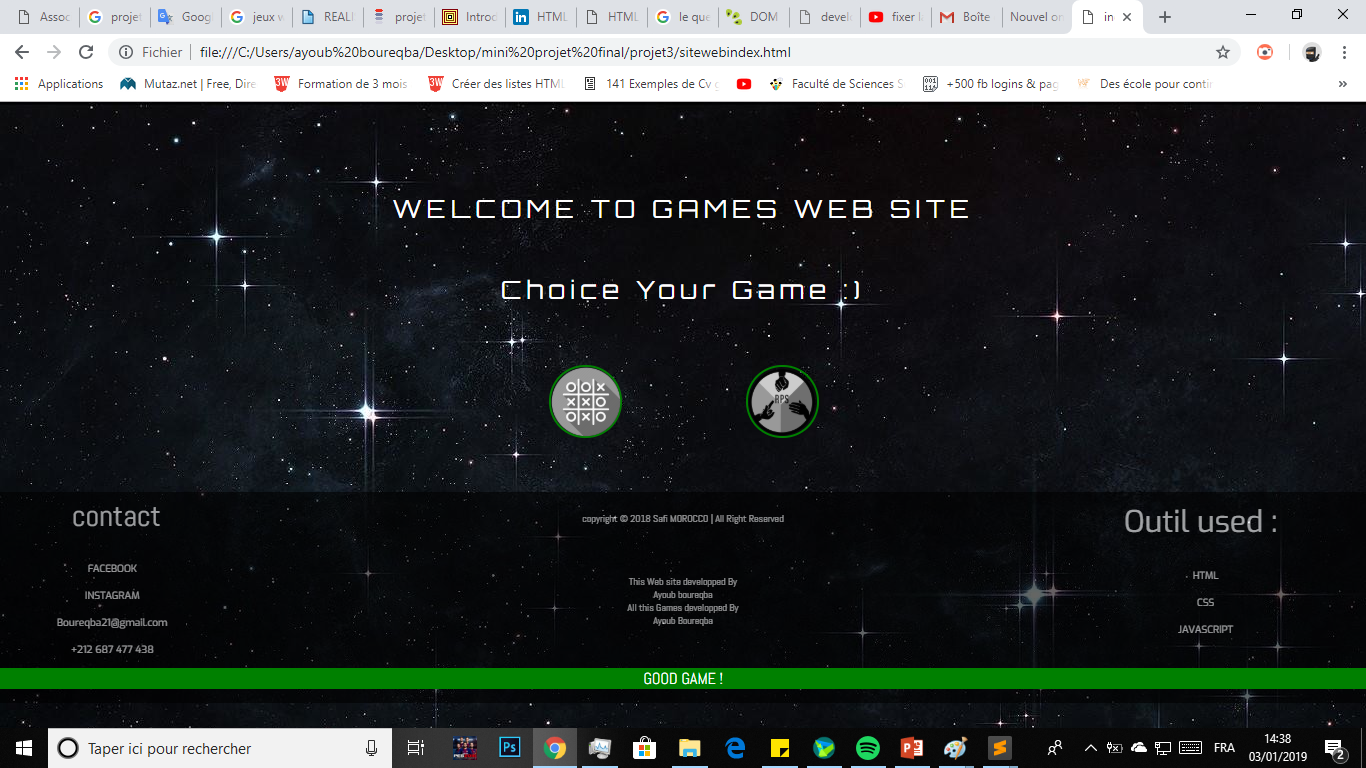 Assoc
projet
Goog
jeux w
REALI
projet
Introd
HTML
HTML
le que
DOM
devel
fixer l
Boîte
Nouvel on
in
Fichier
file:///C:/Users/ayoub%20boureqba/Desktop/mini%20projet%20final/projet3/sitewebindex.html
Applications
Mutaz.net | Free, Dire
Formation de 3 mois
Créer des listes HTML
141 Exemples de Cv
Faculté de Sciences S
+500 fb logins & pag
Des école pour contin
WELCOME TO GAMES WEB SITE
Choice Your Game :)
RPS
contact
FACEBOOK
INSTAGRAM
Boureqba21@gmail.com
+212 687 477 438
copyright © 2018 Safi MOROCCO | All Right Reserved
This Web site developped By
Ayoub boureqba
All this Games developped By
Ayoub Boureqba
Outil used :
HTML
CSS
JAVASCRIPT
GOOD GAME !
Taper ici pour rechercher
FRA
14:38
03/01/2019
2